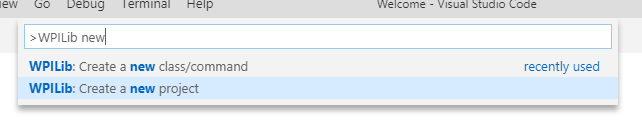 Go Debug Terminal Help Welcome - Visual Studio Code
>WPILib new
WPILib: Create a new class/command recently used
WPILib: Create a new project